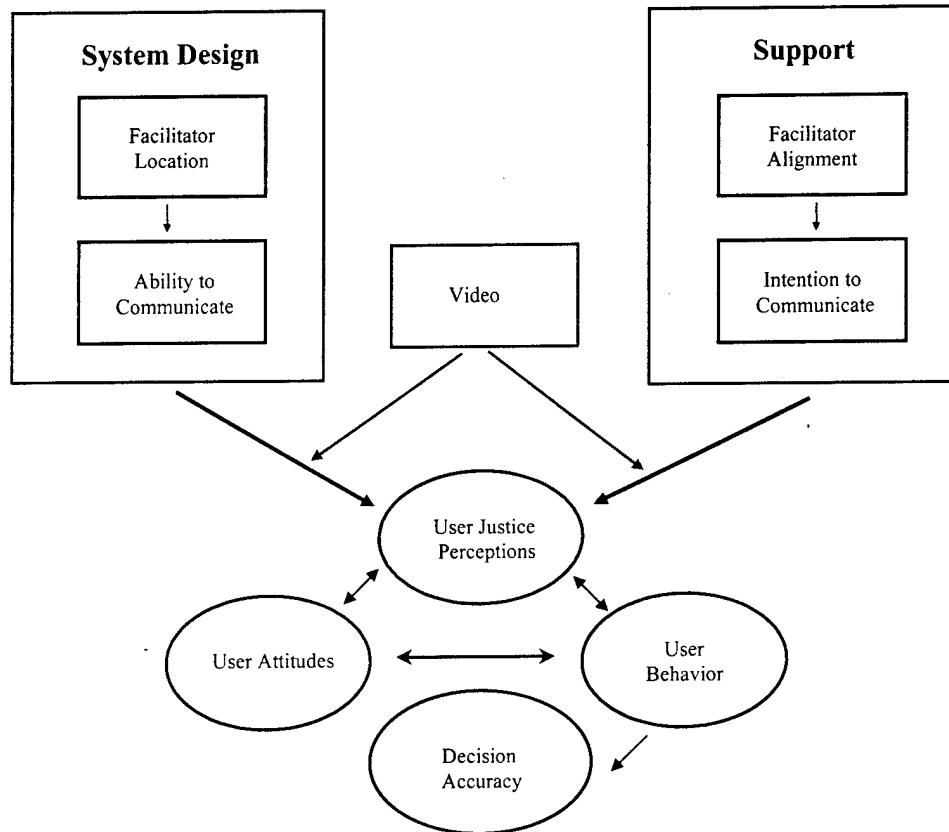 System Design
Facilitator
Location
Ability to
Communicate
Support
Facilitator
Alignment
Intention to
Communicate
Video
User Justice
Perceptions
User Attitudes
User
Behavior
Decision
Accuracy